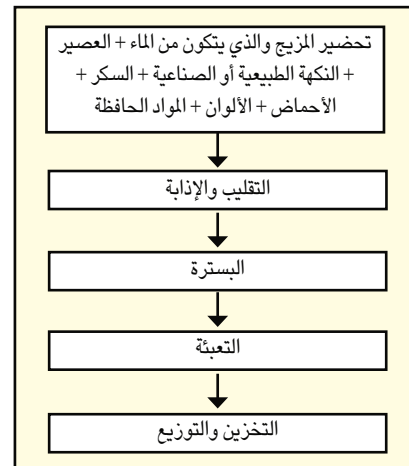 تحضير المزيج والذي يتكون من الماء + العصير
+ النكهة الطبيعية أو الصناعية + السكر +
الأحماض + الألوان + المواد الحافظة
التقليب والإذابة
البسترة
التعبئة
التخزين والتوزيع